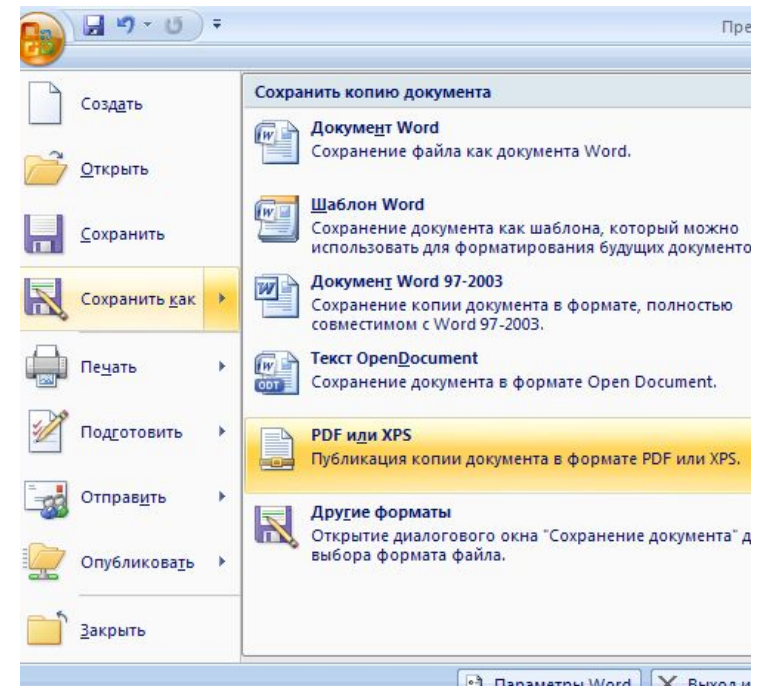 Пре
Создать
Открыть
Сохранить
Сохранить как
Печать
Подготовить
Отправить
Опубликовать
Закрыть
Сохранить копию документа
Документ Word
Сохранение файла как документа Word.
Шаблон Word
Сохранение документа как шаблона, который можно
использовать для форматирования будущих документо
Документ Word 97-2003
Сохранение копии документа в формате, полностью
совместимом с Word 97-2003.
Текст OpenDocument
Сохранение документа в формате Open Document.
ODT
PDF или XPS
Публикация копии документа в формате PDF или XPS.
Другие форматы
Открытие диалогового окна "Сохранение документа" д
выбора формата файла.
Параметры Word
Выход и